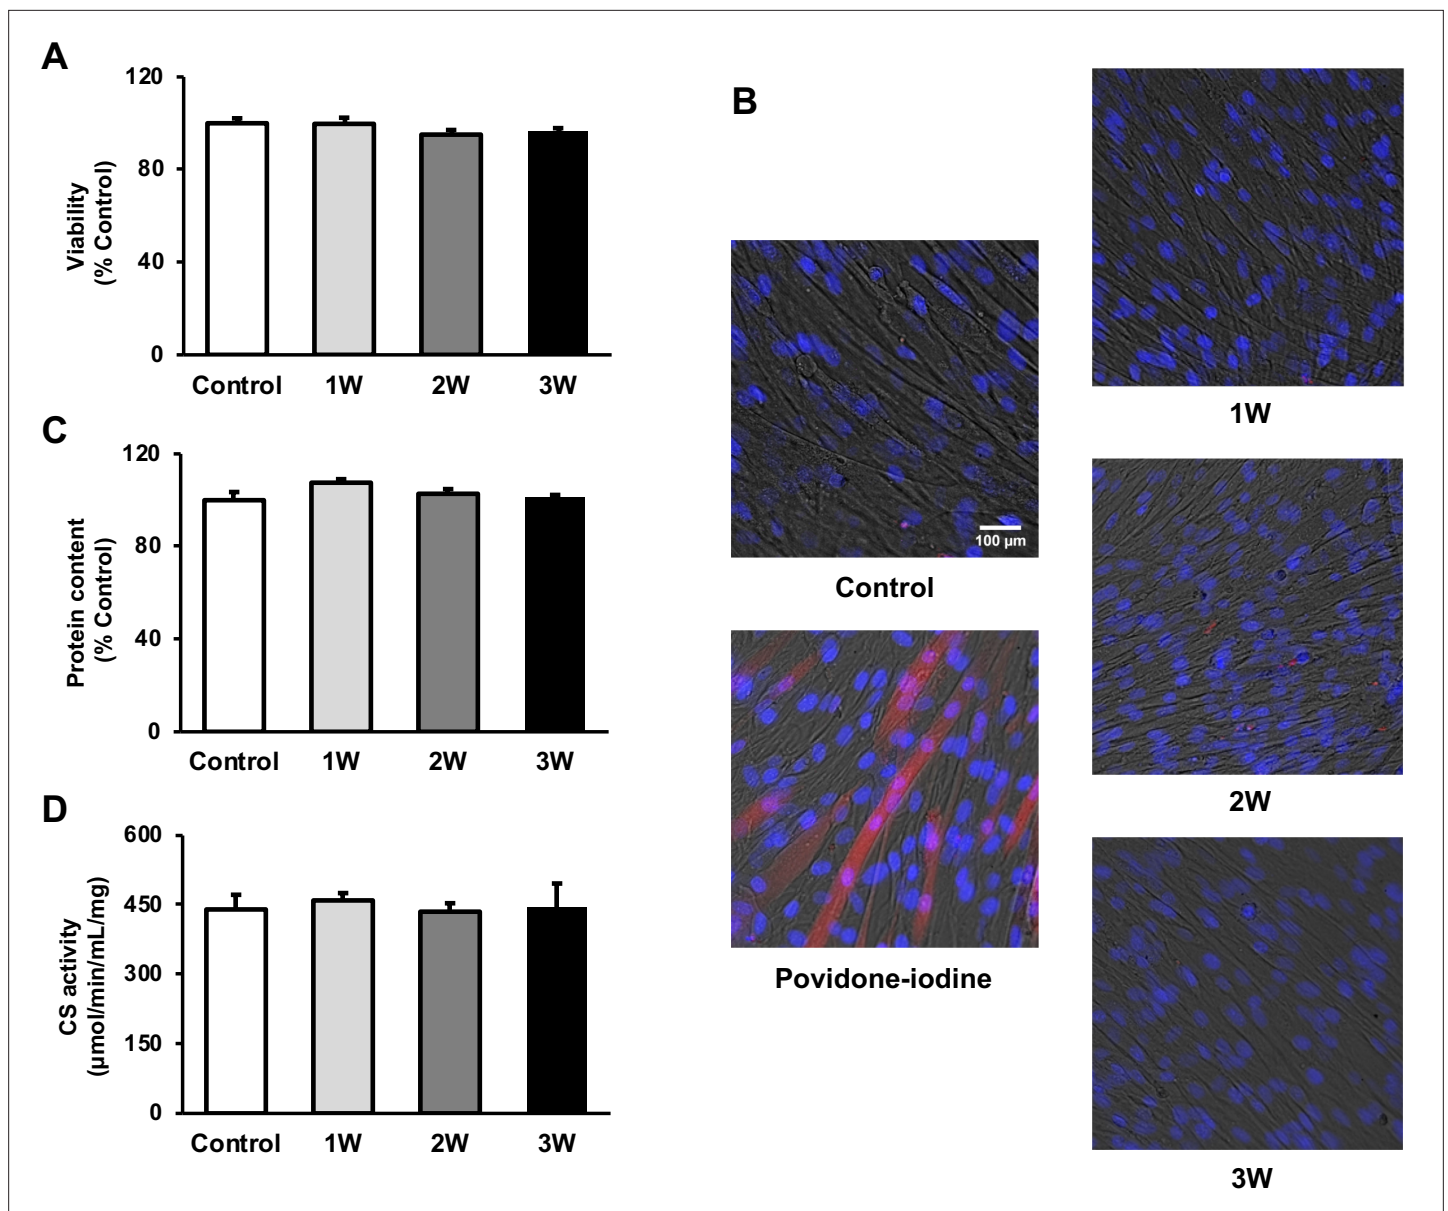 A
120
80
40
0
Viability
(% Control)
Control 1W 2W 3W
B
100 µm
Control
Povidone-iodine
1W
2W
3W
C
120
80
40
0
Protein content
(% Control)
Control 1W 2W 3W
D
600
450
300
150
0
CS activity
(µmol/min/mL/mg)
Control 1W 2W 3W